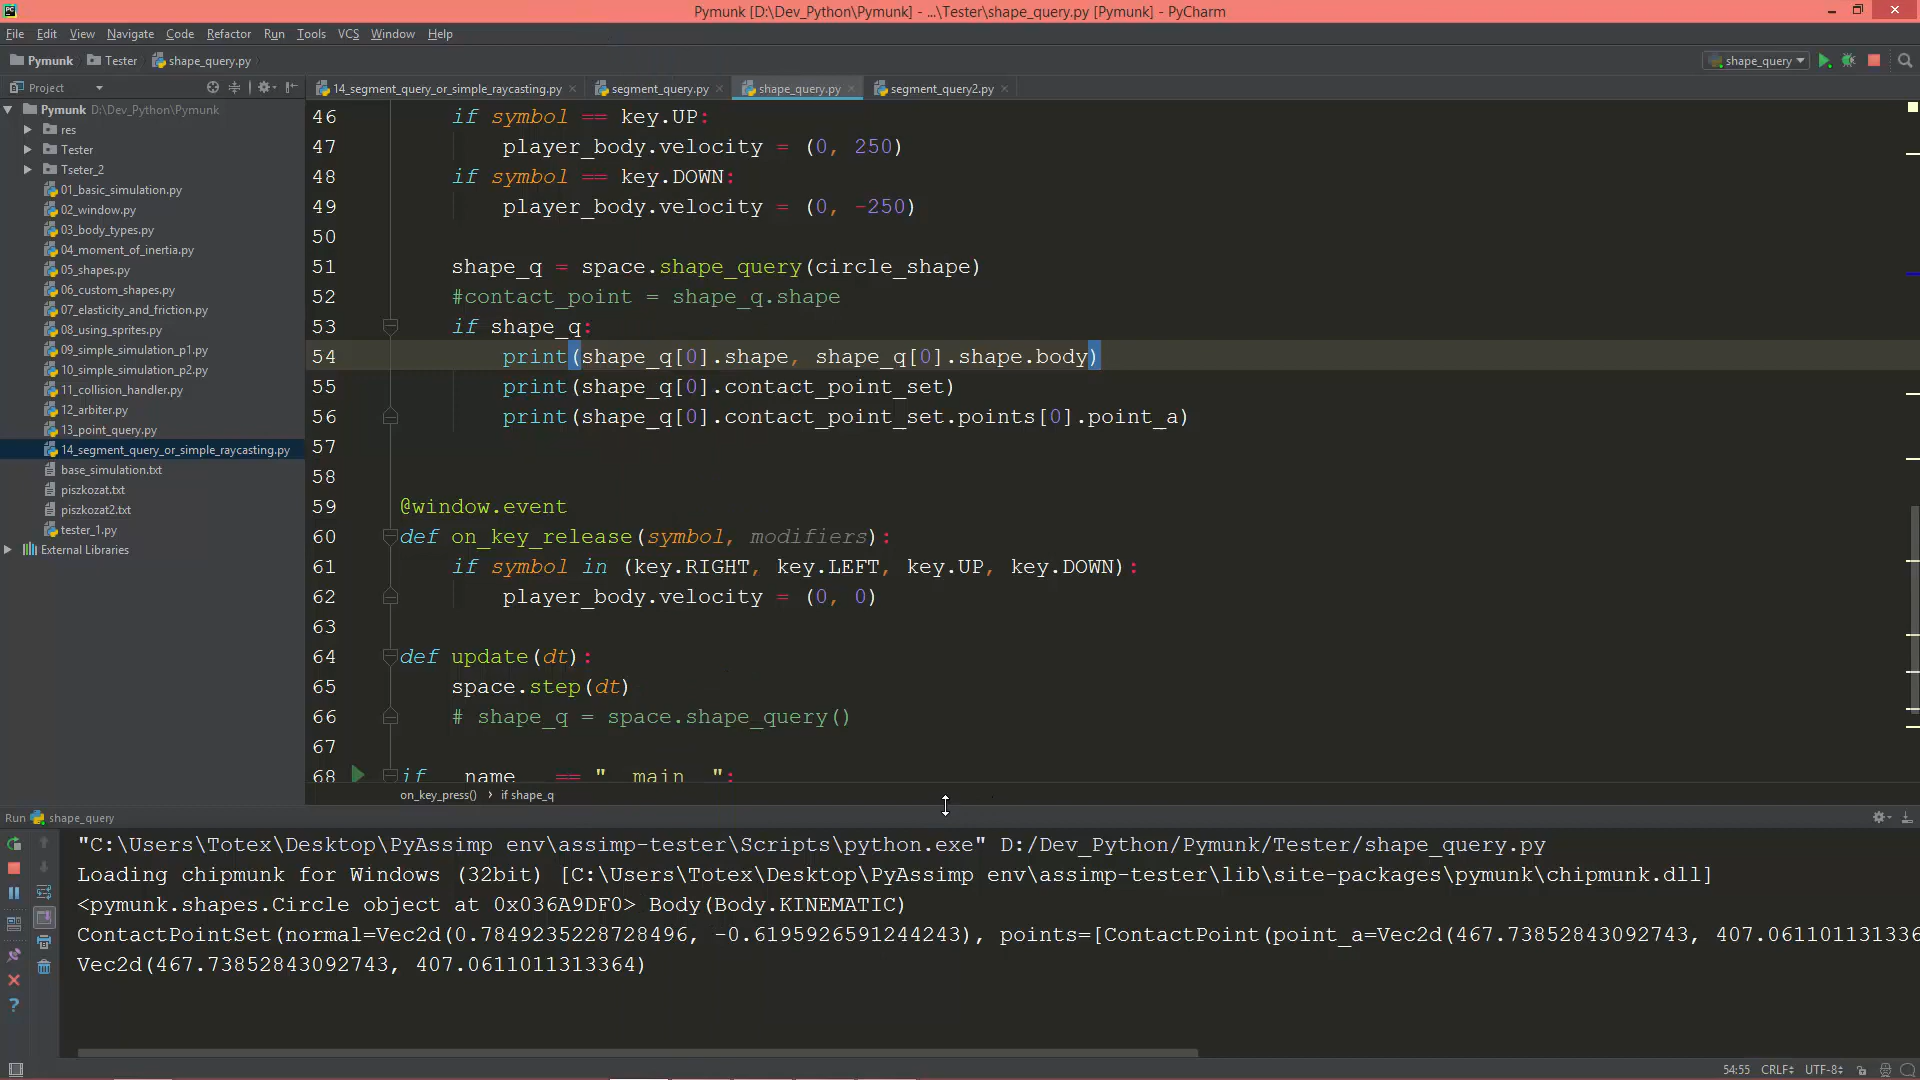 Pymunk [D:\Dev_Python\Pymunk] - ...\Tester\shape_query.py [Pymunk] - PyCharm
File Edit View Navigate Code Refactor Run Tools VCS Window Help
Pymunk Tester shape_query.py shape_query
Project
14_segment_query_or_simple_raycasting.py segment_query.py shape_query.py segment_query2.py
Pymunk D:\Dev_Python\Pymunk
res
Tester
Tseter_2
01_basic_simulation.py
02_window.py
03_body_types.py
04_moment_of_inertia.py
05_shapes.py
06_custom_shapes.py
07_elasticity_and_friction.py
08_using_sprites.py
09_simple_simulation_p1.py
10_simple_simulation_p2.py
11_collision_handler.py
12_arbiter.py
13_point_query.py
14_segment_query_or_simple_raycasting.py
base_simulation.txt
piszkozat.txt
piszkozat2.txt
tester_1.py
External Libraries
46 if symbol == key.UP:
47 player_body.velocity = (0, 250)
48 if symbol == key.DOWN:
49 player_body.velocity = (0, -250)
50
51 shape_q = space.shape_query(circle_shape)
52 #contact_point = shape_q.shape
53 if shape_q:
54 print(shape_q[0].shape, shape_q[0].shape.body)
55 print(shape_q[0].contact_point_set)
56 print(shape_q[0].contact_point_set.points[0].point_a)
57
58
59 @window.event
60 def on_key_release(symbol, modifiers):
61 if symbol in (key.RIGHT, key.LEFT, key.UP, key.DOWN):
62 player_body.velocity = (0, 0)
63
64 def update(dt):
65 space.step(dt)
66 # shape_q = space.shape_query()
67
68 if __name__ == "__main__":
on_key_press() › if shape_q
Run shape_query
"C:\Users\Totex\Desktop\PyAssimp env\assimp-tester\Scripts\python.exe" D:/Dev_Python/Pymunk/Tester/shape_query.py
Loading chipmunk for Windows (32bit) [C:\Users\Totex\Desktop\PyAssimp env\assimp-tester\lib\site-packages\pymunk\chipmunk.dll]
<pymunk.shapes.Circle object at 0x036A9DF0> Body(Body.KINEMATIC)
ContactPointSet(normal=Vec2d(0.7849235228728496, -0.6195926591244243), points=[ContactPoint(point_a=Vec2d(467.73852843092743, 407.0611011313364
Vec2d(467.73852843092743, 407.0611011313364)
54:55 CRLF UTF-8